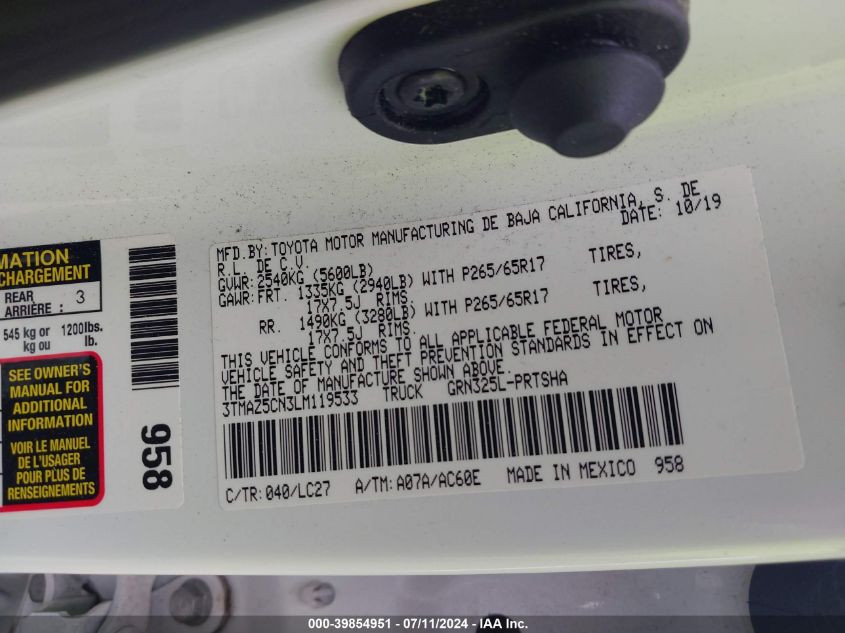 MATION
CHARGEMENT
REAR
ARRIÈRE : 3
545 kg or 1200lbs.
kg ou lb.
SEE OWNER'S
MANUAL FOR
ADDITIONAL
INFORMATION
VOIR LE MANUEL
DE L'USAGER
POUR PLUS DE
RENSEIGNEMENTS
958
MFD.BY: TOYOTA MOTOR MANUFACTURING DE BAJA CALIFORNIA, S. DE
R.L. DE C.V. DATE: 10/19
GVWR: 2540KG (5600LB)
GAWR: FRT. 1335KG (2940LB) WITH P265/65R17 TIRES,
17X7.5J RIMS.
RR. 1490KG (3280LB) WITH P265/65R17 TIRES,
17X7.5J RIMS.
THIS VEHICLE CONFORMS TO ALL APPLICABLE FEDERAL MOTOR
VEHICLE SAFETY AND THEFT PREVENTION STANDARDS IN EFFECT ON
THE DATE OF MANUFACTURE SHOWN ABOVE.
3TMAZ5CN3LM119533 TRUCK GRN325L-PRTSHA
C/TR: 040/LC27 A/TM: A07A/AC60E MADE IN MEXICO 958
000-39854951 - 07/11/2024 - IAA Inc.